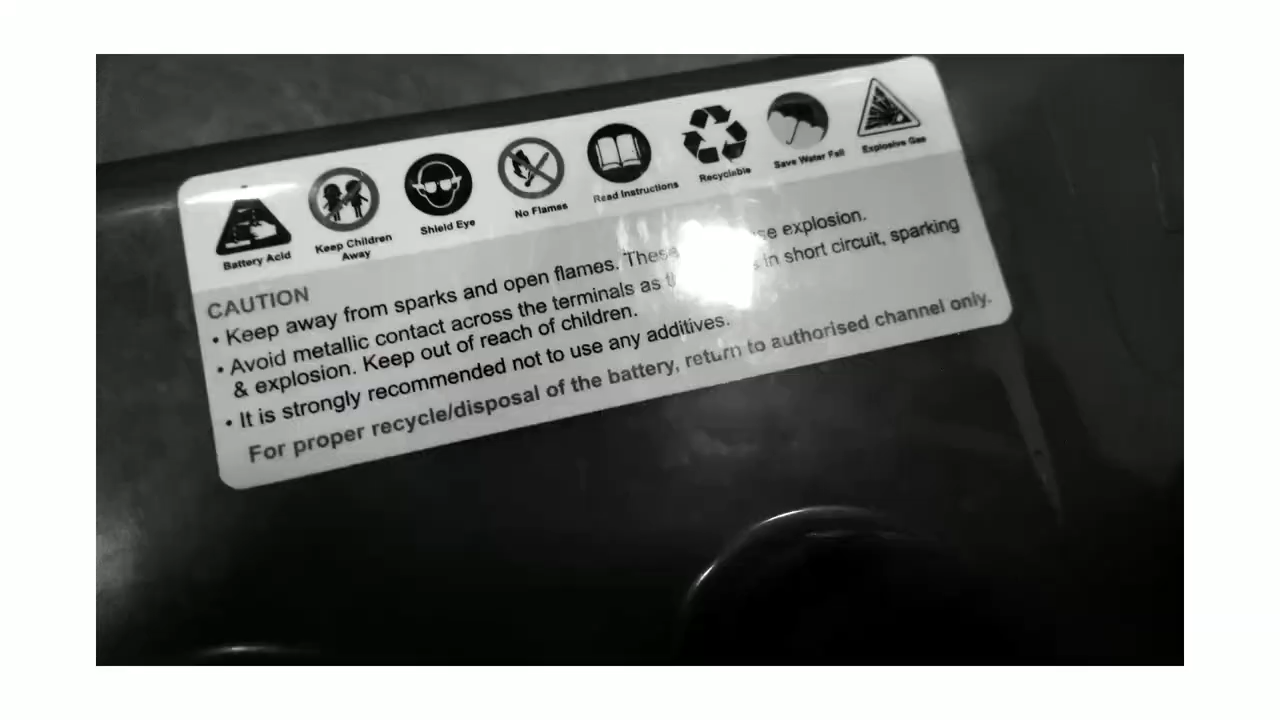 Battery Acid
Keep Children
Away
Shield Eye
No Flames
Read Instructions
Recyclable
Save Water Fall
Explosive Gas
CAUTION
• Keep away from sparks and open flames. These explosion.
• Avoid metallic contact across the terminals as in short circuit, sparking
& explosion. Keep out of reach of children.
• It is strongly recommended not to use any additives.
For proper recycle/disposal of the battery, return to authorised channel only.